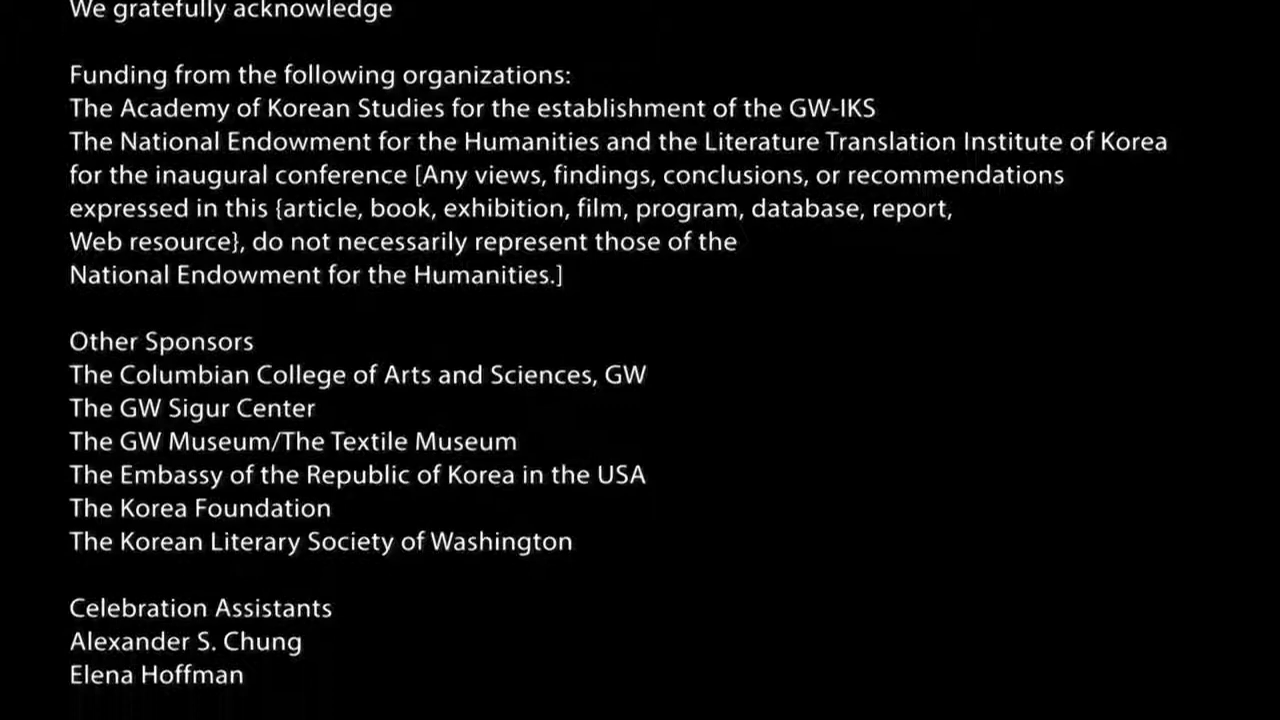 We gratefully acknowledge
Funding from the following organizations:
The Academy of Korean Studies for the establishment of the GW-IKS
The National Endowment for the Humanities and the Literature Translation Institute of Korea
for the inaugural conference [Any views, findings, conclusions, or recommendations
expressed in this {article, book, exhibition, film, program, database, report,
Web resource}, do not necessarily represent those of the
National Endowment for the Humanities.]
Other Sponsors
The Columbian College of Arts and Sciences, GW
The GW Sigur Center
The GW Museum/The Textile Museum
The Embassy of the Republic of Korea in the USA
The Korea Foundation
The Korean Literary Society of Washington
Celebration Assistants
Alexander S. Chung
Elena Hoffman